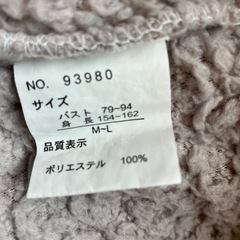 NO. 93980
サイズ
バスト 79~94
身長 154~162
M~L
品質表示
ポリエステル 100%